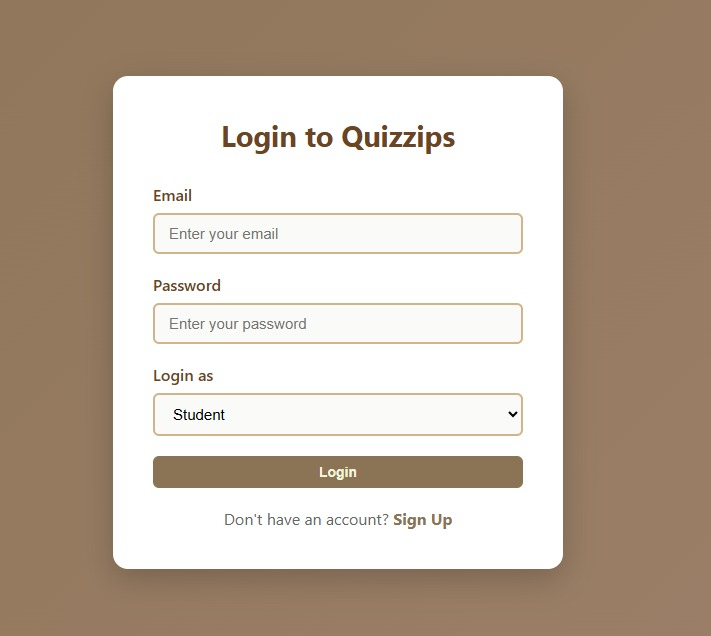 Login to Quizzips
Email
Enter your email
Password
Enter your password
Login as
Student
Login
Don't have an account? Sign Up